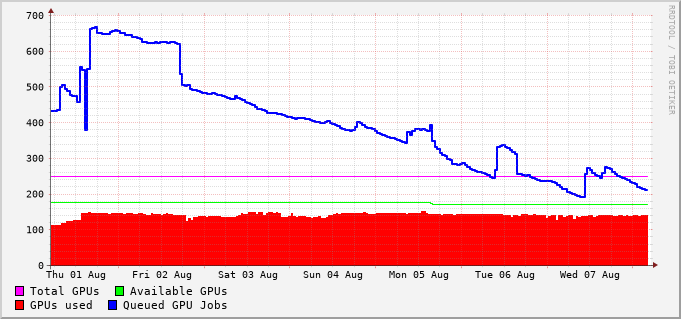 700
600
500
400
300
200
100
0
Thu 01 Aug Fri 02 Aug Sat 03 Aug Sun 04 Aug Mon 05 Aug Tue 06 Aug Wed 07 Aug
Total GPUs Available GPUs
GPUs used Queued GPU Jobs
RRDTOOL / TOBI OETIKER